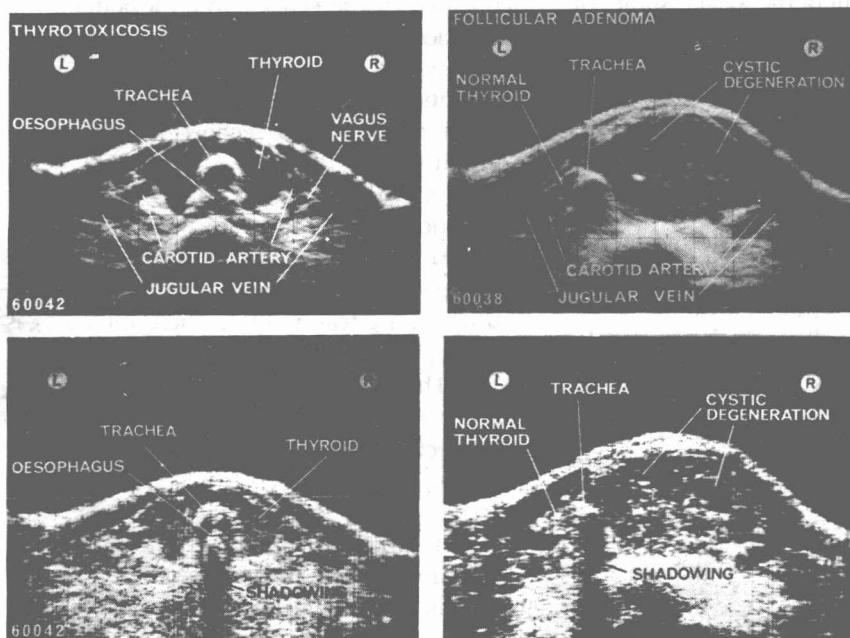 THYROTOXICOSIS
L
R
THYROID
TRACHEA
OESOPHAGUS
VAGUS
NERVE
CAROTID ARTERY
JUGULAR VEIN
60042
FOLLICULAR ADENOMA
L
R
NORMAL
THYROID
TRACHEA
CYSTIC
DEGENERATION
CAROTID ARTERY
JUGULAR VEIN
60038
L
R
TRACHEA
THYROID
OESOPHAGUS
SHADOWING
60042
L
R
TRACHEA
CYSTIC
DEGENERATION
NORMAL
THYROID
SHADOWING